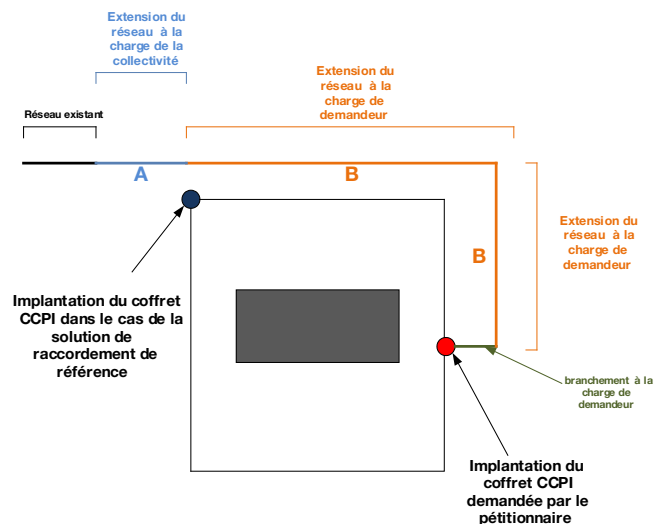 Extension du
réseau à la
charge de la
collectivité
Extension du
réseau à la
charge de
demandeur
Réseau existant
A
B
Extension du
réseau à la
charge de
demandeur
B
Implantation du coffret
CCPI dans le cas de la
solution de
raccordement de
référence
branchement à la
charge de
demandeur
Implantation du
coffret CCPI
demandée par le
pétitionnaire